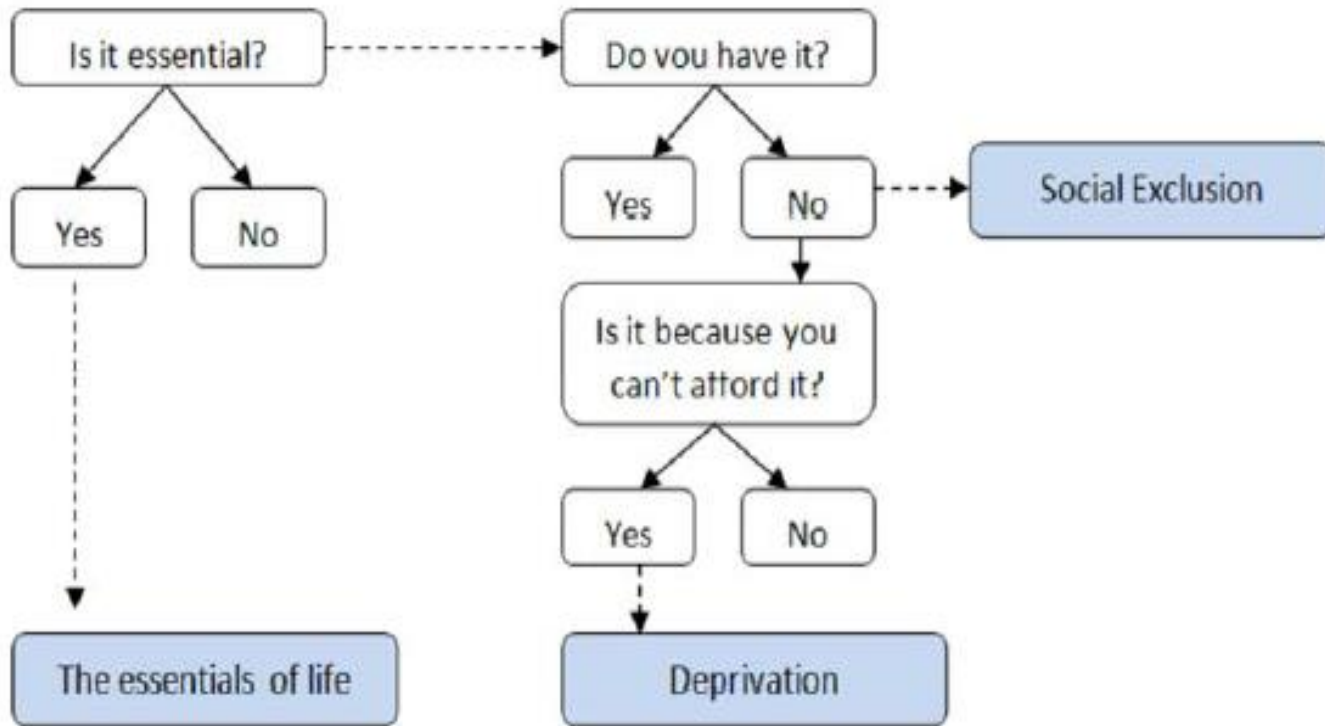 Is it essential?
Do you have it?
Yes
No
Yes
No
Social Exclusion
Is it because you
can't afford it?
Yes
No
The essentials of life
Deprivation